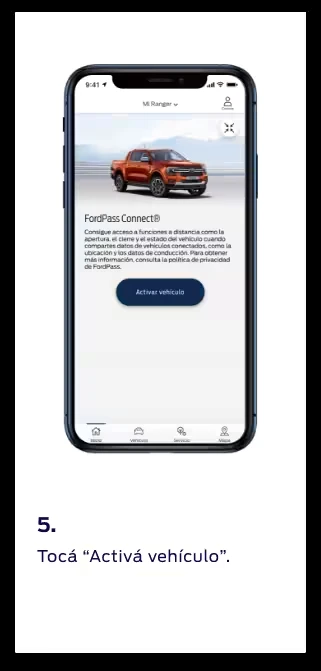 9:41
Mi Ranger
FordPass Connect®
Consigue acceso a funciones a distancia como la
apertura, el cierre y el estado del vehículo cuando
compartes datos de vehículos conectados, como la
ubicación y los datos de conducción. Para obtener
más información, consulta la política de privacidad
de FordPass.
Activar vehículo
Inicio Vehículo Servicio Mapa
5.
Tocá “Activá vehículo”.